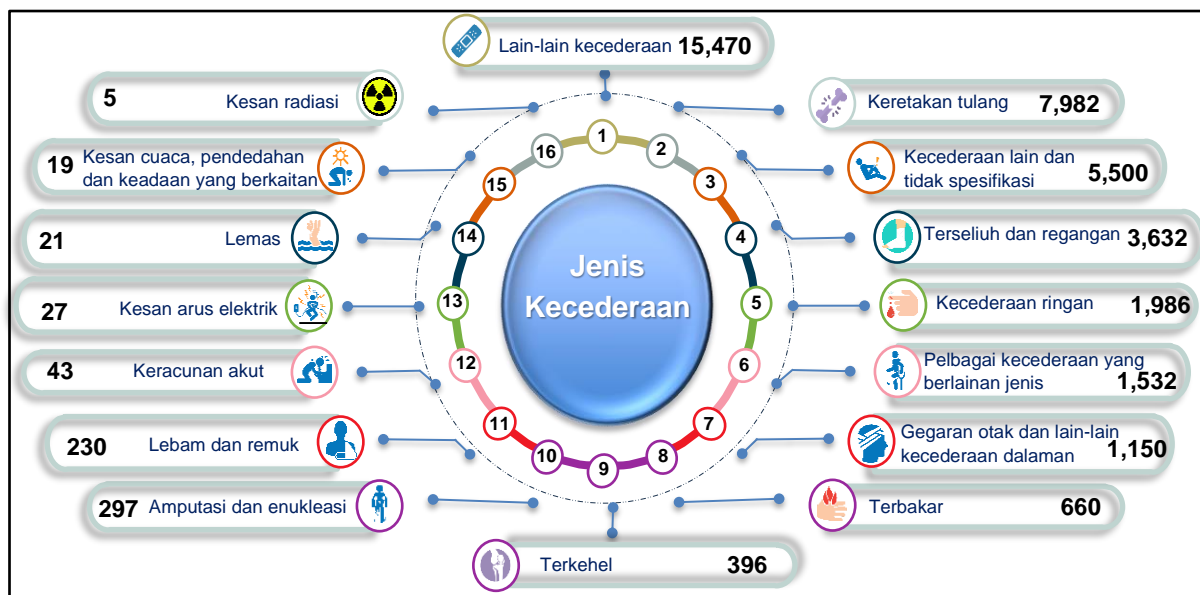 Lain-lain kecederaan 15,470
Keretakan tulang 7,982
Kecederaan lain dan
tidak spesifikasi 5,500
Terseliuh dan regangan 3,632
Kecederaan ringan 1,986
Pelbagai kecederaan yang
berlainan jenis 1,532
Gegaran otak dan lain-lain
kecederaan dalaman 1,150
Terbakar 660
Terkehel 396
297 Amputasi dan enukleasi
230 Lebam dan remuk
43 Keracunan akut
27 Kesan arus elektrik
21 Lemas
19 Kesan cuaca, pendedahan
dan keadaan yang berkaitan
5 Kesan radiasi
1
2
3
4
5
6
7
8
9
10
11
12
13
14
15
16
Jenis
Kecederaan